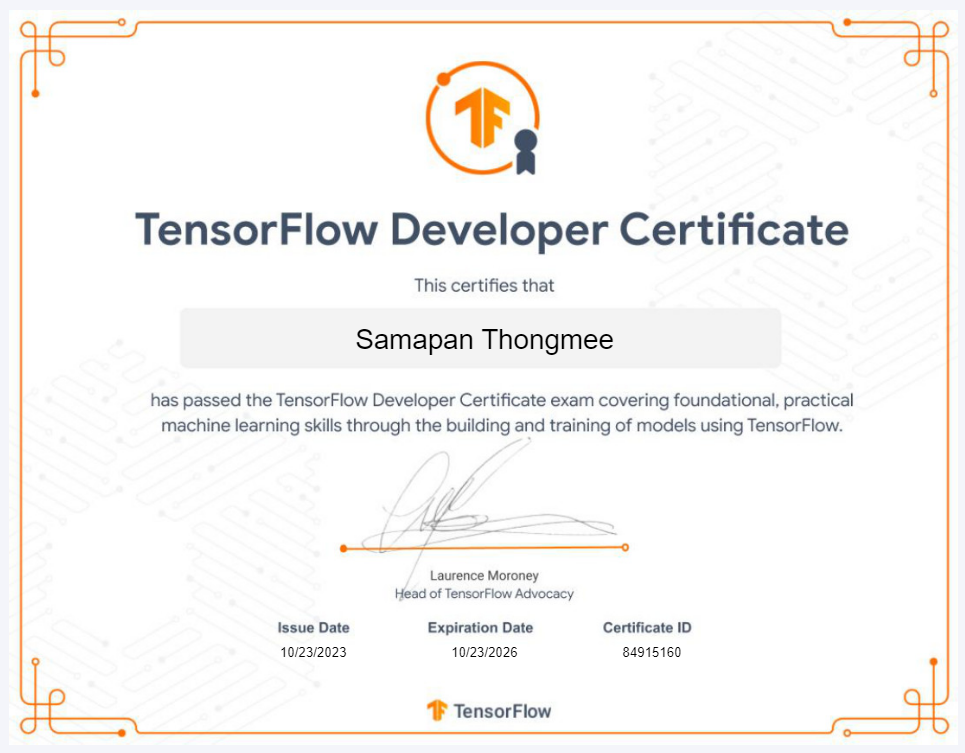 TensorFlow Developer Certificate
This certifies that
Samapan Thongmee
has passed the TensorFlow Developer Certificate exam covering foundational, practical
machine learning skills through the building and training of models using TensorFlow.
Laurence Moroney
Head of TensorFlow Advocacy
Issue Date Expiration Date Certificate ID
10/23/2023 10/23/2026 84915160
TensorFlow